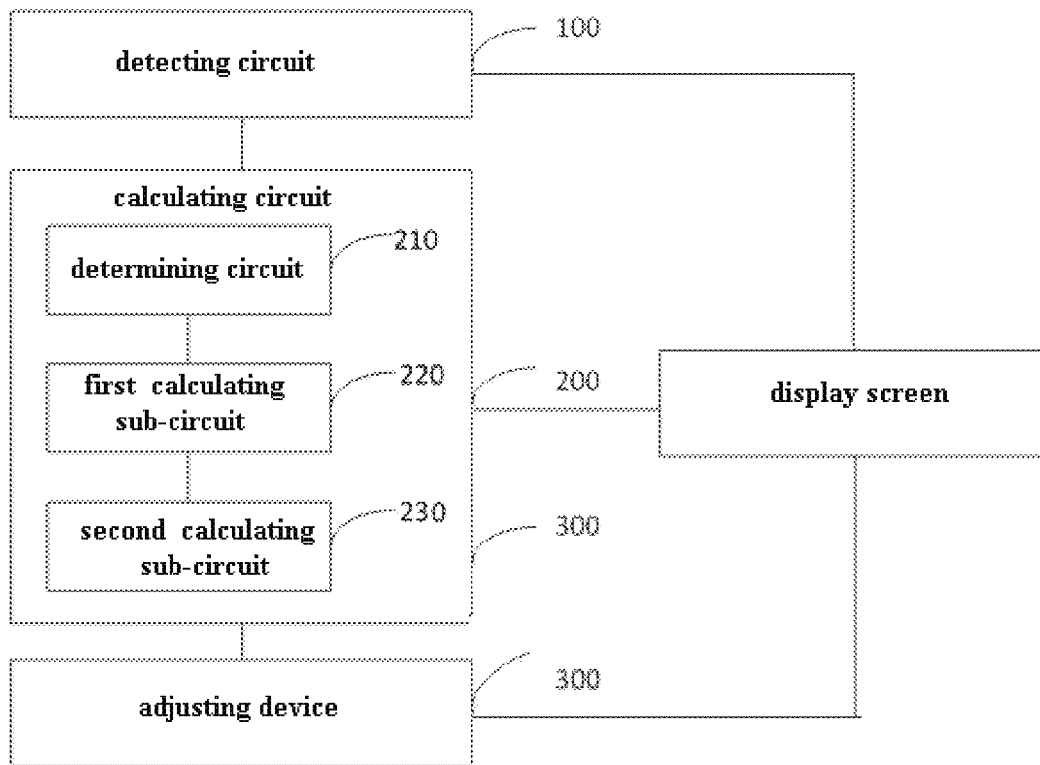 detecting circuit
100
calculating circuit
determining circuit
210
first calculating
sub-circuit
220
200
display screen
second calculating
sub-circuit
230
300
adjusting device
300